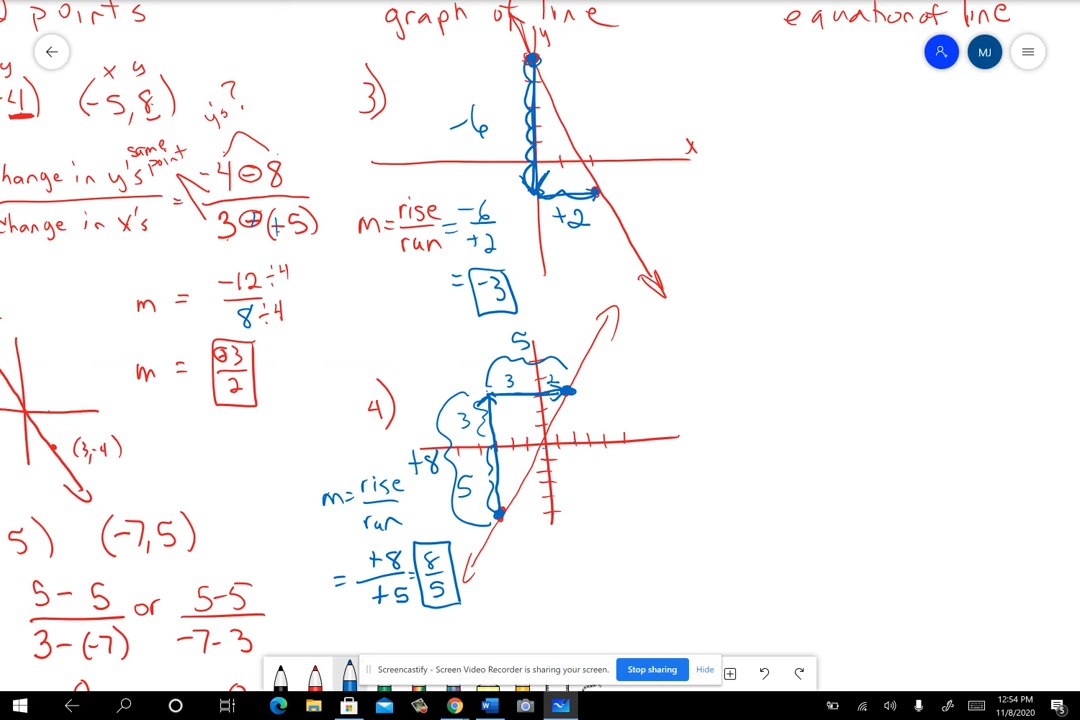 points
graph of line
equation of line
y
x y
-4)
(-5, 8)
y's?
hange in y's
same
point
-4-8
=
change in x's
3+(+5)
m = -12÷4
8÷4
m = -3
2
(3,-4)
5)
(-7,5)
5-5
3-(-7)
or
5-5
-7-3
3)
y
x
-6
+2
m=rise
run
= -6
+2
= -3
4)
5
3
2
3
+8
5
m=rise
run
= +8
+5
= 8
5
MJ
Screencastify - Screen Video Recorder is sharing your screen.
Stop sharing
Hide
12:54 PM
11/8/2020